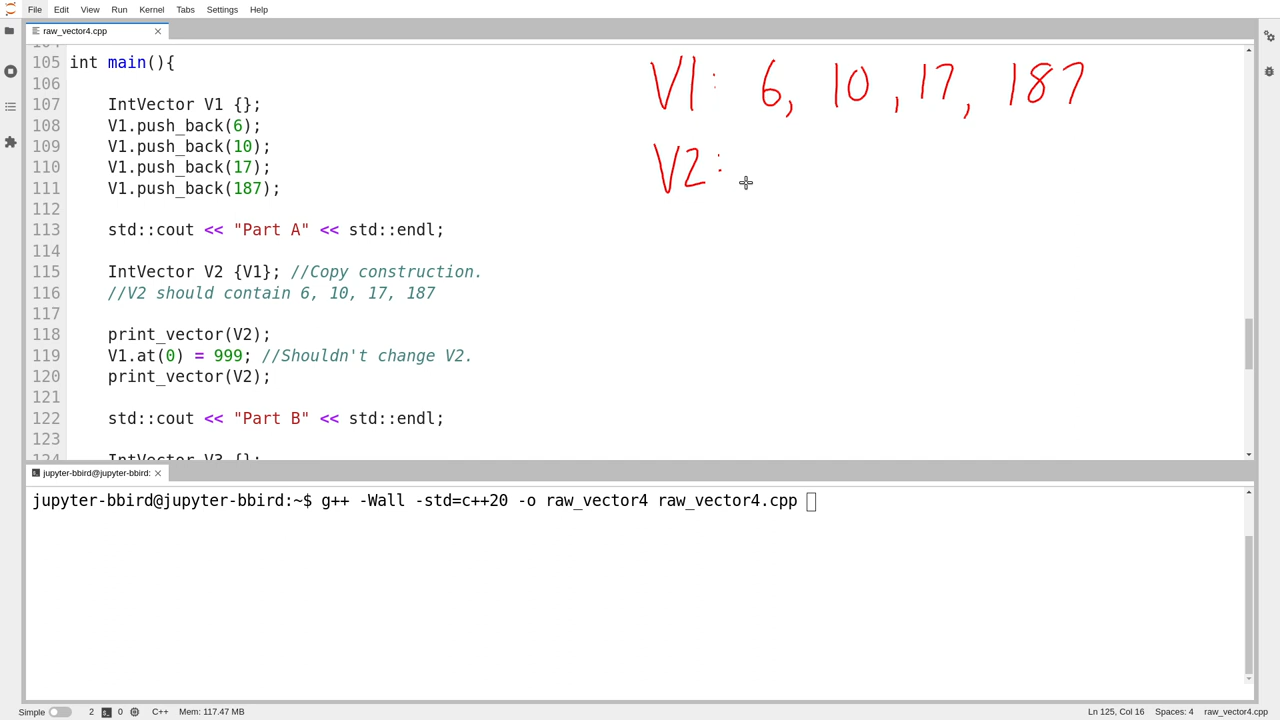 File Edit View Run Kernel Tabs Settings Help
raw_vector4.cpp
105 int main(){
106
107 IntVector V1 {};
108 V1.push_back(6);
109 V1.push_back(10);
110 V1.push_back(17);
111 V1.push_back(187);
112
113 std::cout << "Part A" << std::endl;
114
115 IntVector V2 {V1}; //Copy construction.
116 //V2 should contain 6, 10, 17, 187
117
118 print_vector(V2);
119 V1.at(0) = 999; //Shouldn't change V2.
120 print_vector(V2);
121
122 std::cout << "Part B" << std::endl;
123
124 IntVector V3 {};
V1: 6, 10, 17, 187
V2:
jupyter-bbird@jupyter-bbird:
jupyter-bbird@jupyter-bbird:~$ g++ -Wall -std=c++20 -o raw_vector4 raw_vector4.cpp
Simple 2 0 C++ Mem: 117.47 MB Ln 125, Col 16 Spaces: 4 raw_vector4.cpp